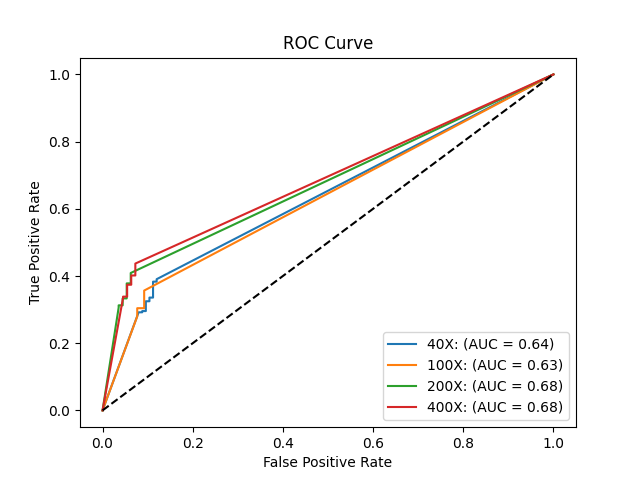 ROC Curve
True Positive Rate
1.0
0.8
0.6
0.4
0.2
0.0
40X: (AUC = 0.64)
100X: (AUC = 0.63)
200X: (AUC = 0.68)
400X: (AUC = 0.68)
0.0 0.2 0.4 0.6 0.8 1.0
False Positive Rate